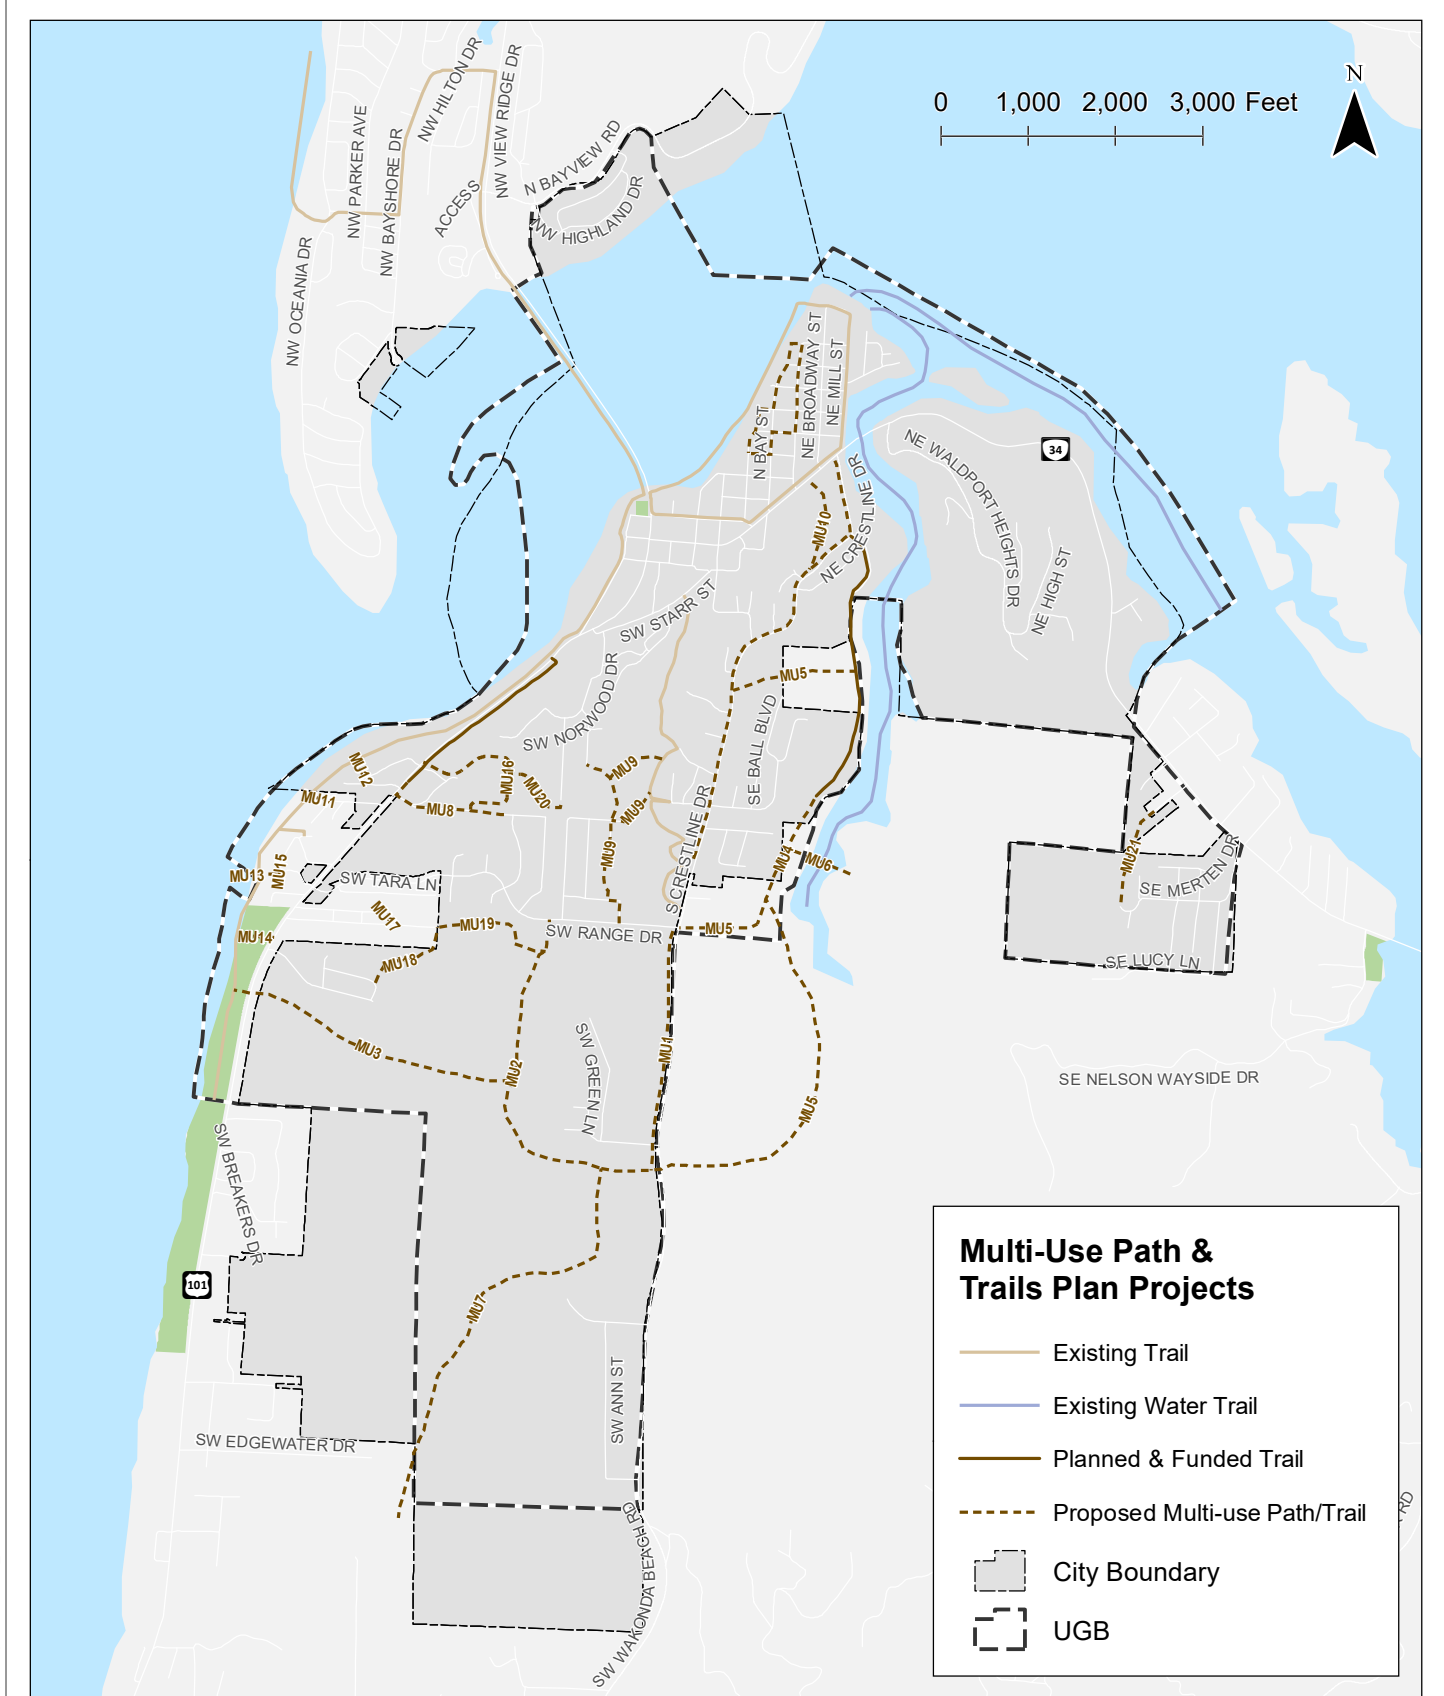 N
0 1,000 2,000 3,000 Feet
NW HILTON DR
NW VIEW RIDGE DR
NW PARKER AVE
NW BAYSHORE DR
ACCESS
N BAYVIEW RD
NW HIGHLAND DR
NW OCEANIA DR
NE BROADWAY ST
NE MILL ST
N BAY ST
NE WALDPORT HEIGHTS DR
34
NE CRESTLINE DR
MU10
NE HIGH ST
SW STARR ST
SW NORWOOD DR
MU5
SE BALL BLVD
MU12
MU16
MU9
MU20
MU11
MU8
MU9
S CRESTLINE DR
MU9
MU4
MU6
MU21
SE MERTEN DR
MU13
MU15
SW TARA LN
MU17
MU19
SW RANGE DR
MU5
MU14
MU18
SE LUCY LN
MU3
MU2
SW GREEN LN
MU1
MU5
SE NELSON WAYSIDE DR
SW BREAKERS DR
101
MU7
SW ANN ST
SW EDGEWATER DR
SW WAKONDA BEACH RD
RD
Multi-Use Path &
Trails Plan Projects
Existing Trail
Existing Water Trail
Planned & Funded Trail
Proposed Multi-use Path/Trail
City Boundary
UGB